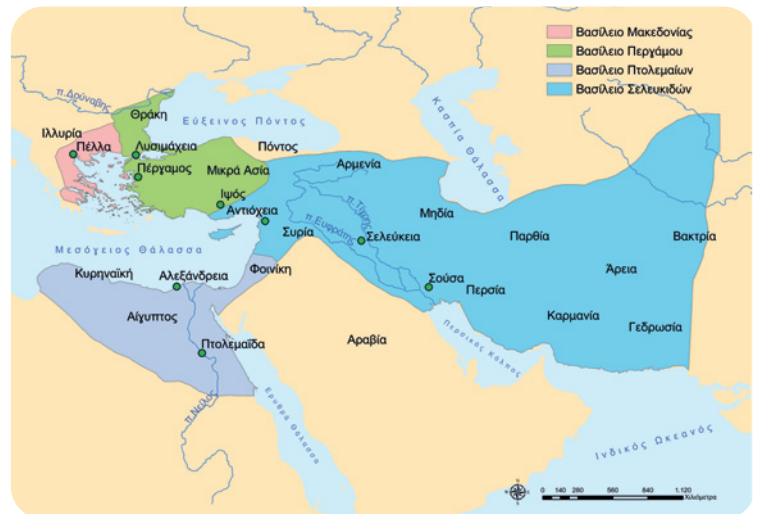 Βασίλειο Μακεδονίας
Βασίλειο Περγάμου
Βασίλειο Πτολεμαίων
Βασίλειο Σελευκιδών
π.Δούναβης
Θράκη
Εύξεινος Πόντος
Κασπία Θάλασσα
Ιλλυρία
Πέλλα
Λυσιμάχεια
Πόντος
Αρμενία
Πέργαμος
Μικρά Ασία
Ιψός
Αντιόχεια
π.Τίγρης
Μηδία
Συρία
π.Ευφράτης
Σελεύκεια
Παρθία
Βακτρία
Μεσόγειος Θάλασσα
Κυρηναϊκή
Αλεξάνδρεια
Φοινίκη
Άρεια
Σούσα
Περσία
Αίγυπτος
Καρμανία
Γεδρωσία
Πτολεμαΐδα
Αραβία
Περσικός Κόλπος
π.Νείλος
Ερυθρά Θάλασσα
Ινδικός Ωκεανός
0 140 280 560 840 1.120
Χιλιόμετρα